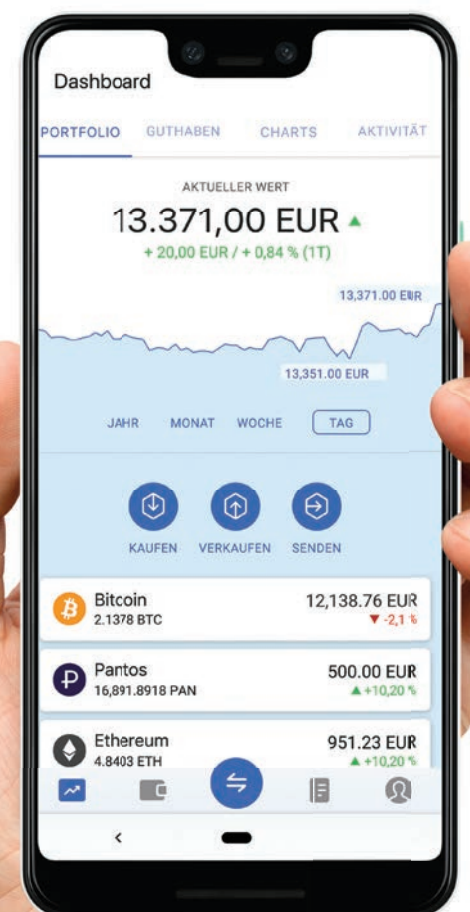 Dashboard
PORTFOLIO GUTHABEN CHARTS AKTIVITÄT
AKTUELLER WERT
13.371,00 EUR ▲
+ 20,00 EUR / + 0,84 % (1T)
13,371.00 EUR
13,351.00 EUR
JAHR MONAT WOCHE TAG
KAUFEN VERKAUFEN SENDEN
Bitcoin 12,138.76 EUR
2.1378 BTC ▼ -2,1 %
Pantos 500.00 EUR
16,891.8918 PAN ▲ +10,20 %
Ethereum 951.23 EUR
4.8403 ETH ▲ +10,20 %